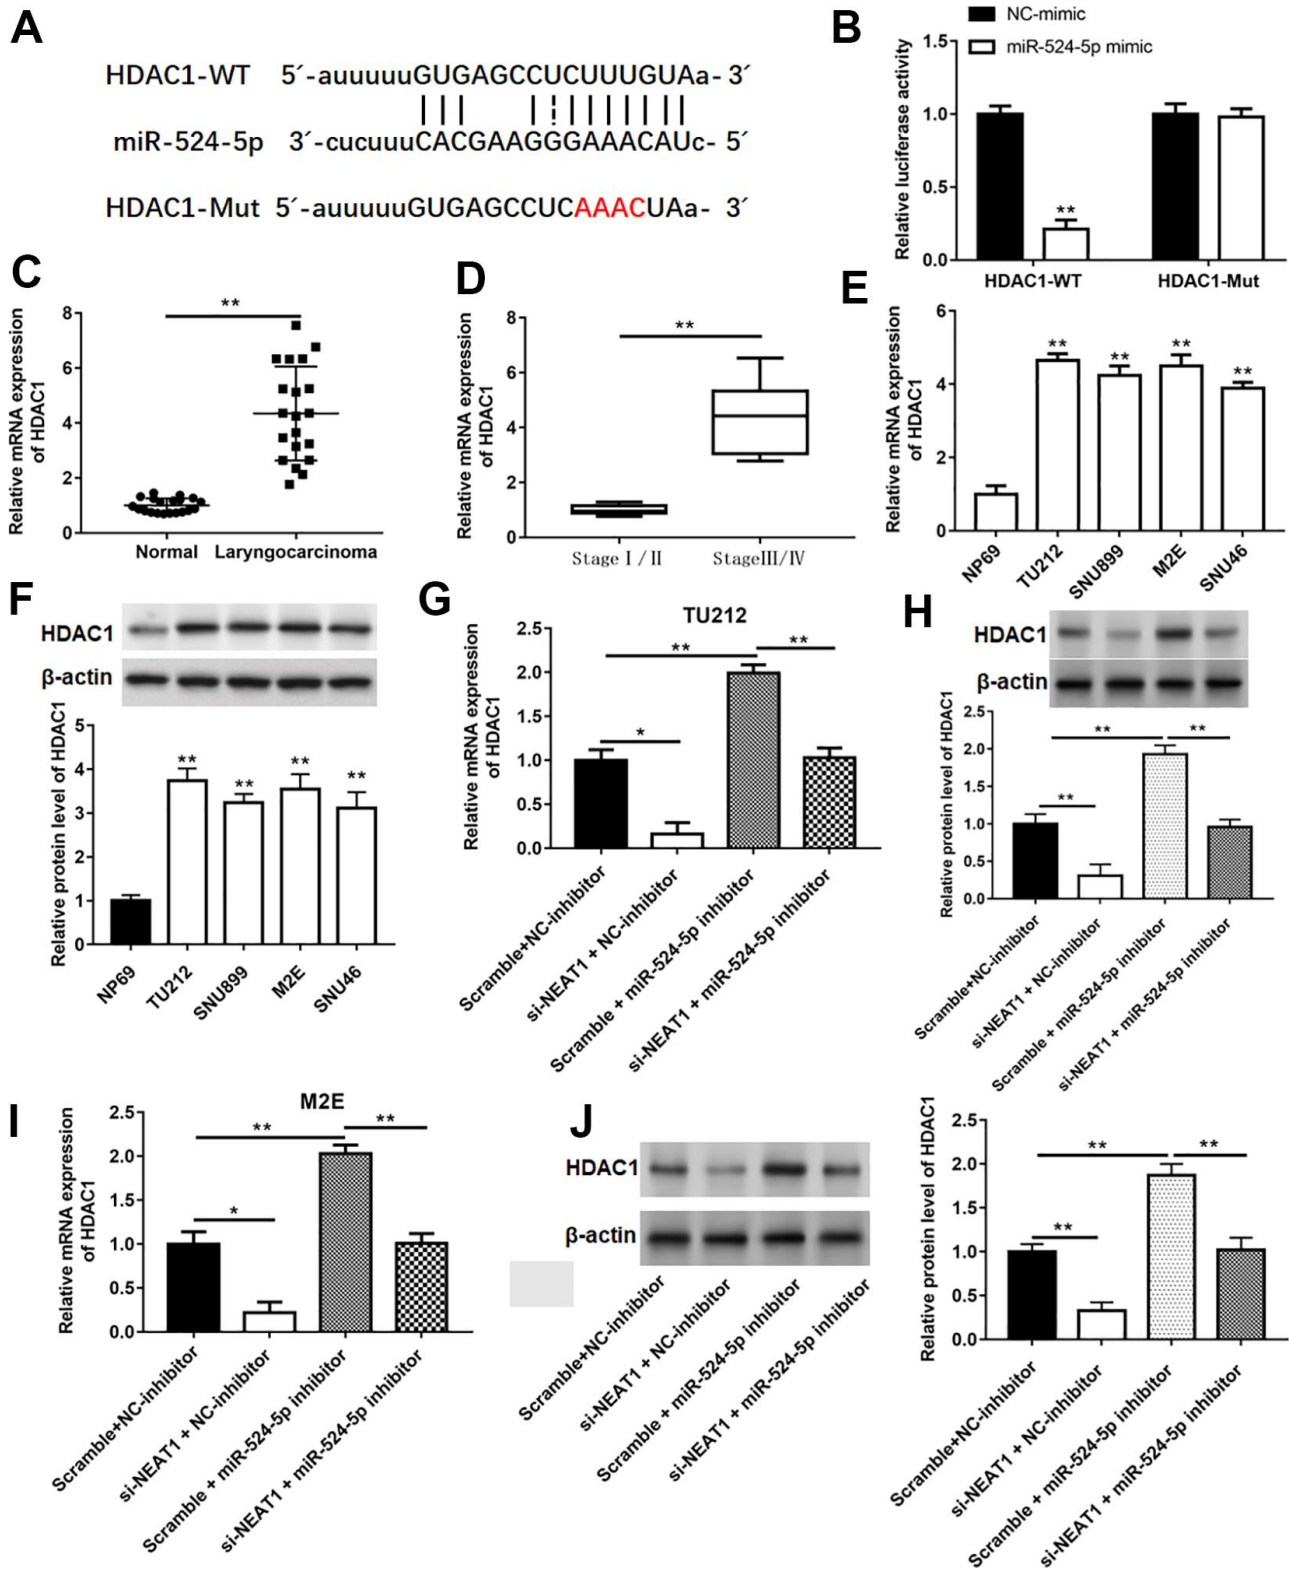 A
HDAC1-WT 5´-auuuuuGUGAGCCUCUUUGUAa- 3´
miR-524-5p 3´-cucuuuCACGAAGGGAAACAUc- 5´
HDAC1-Mut 5´-auuuuuGUGAGCCUCAAACUAa- 3´
B
NC-mimic
miR-524-5p mimic
Relative luciferase activity
1.5
1.0
0.5
0.0
**
HDAC1-WT
HDAC1-Mut
C
Relative mRNA expression
of HDAC1
8
6
4
2
0
**
Normal
Laryngocarcinoma
D
Relative mRNA expression
of HDAC1
8
6
4
2
0
**
Stage Ⅰ/Ⅱ
StageⅢ/Ⅳ
E
Relative mRNA expression
of HDAC1
6
4
2
0
**
**
**
**
NP69
TU212
SNU899
M2E
SNU46
F
HDAC1
β-actin
Relative protein level of HDAC1
5
4
3
2
1
0
**
**
**
**
NP69
TU212
SNU899
M2E
SNU46
G
TU212
Relative mRNA expression
of HDAC1
2.5
2.0
1.5
1.0
0.5
0.0
**
**
*
Scramble+NC-inhibitor
si-NEAT1 + NC-inhibitor
Scramble + miR-524-5p inhibitor
si-NEAT1 + miR-524-5p inhibitor
H
HDAC1
β-actin
Relative protein level of HDAC1
2.5
2.0
1.5
1.0
0.5
0.0
**
**
**
Scramble+NC-inhibitor
si-NEAT1 + NC-inhibitor
Scramble + miR-524-5p inhibitor
si-NEAT1 + miR-524-5p inhibitor
I
M2E
Relative mRNA expression
of HDAC1
2.5
2.0
1.5
1.0
0.5
0.0
**
**
*
Scramble+NC-inhibitor
si-NEAT1 + NC-inhibitor
Scramble + miR-524-5p inhibitor
si-NEAT1 + miR-524-5p inhibitor
J
HDAC1
β-actin
Scramble+NC-inhibitor
si-NEAT1 + NC-inhibitor
Scramble + miR-524-5p inhibitor
si-NEAT1 + miR-524-5p inhibitor
Relative protein level of HDAC1
2.5
2.0
1.5
1.0
0.5
0.0
**
**
**
Scramble+NC-inhibitor
si-NEAT1 + NC-inhibitor
Scramble + miR-524-5p inhibitor
si-NEAT1 + miR-524-5p inhibitor